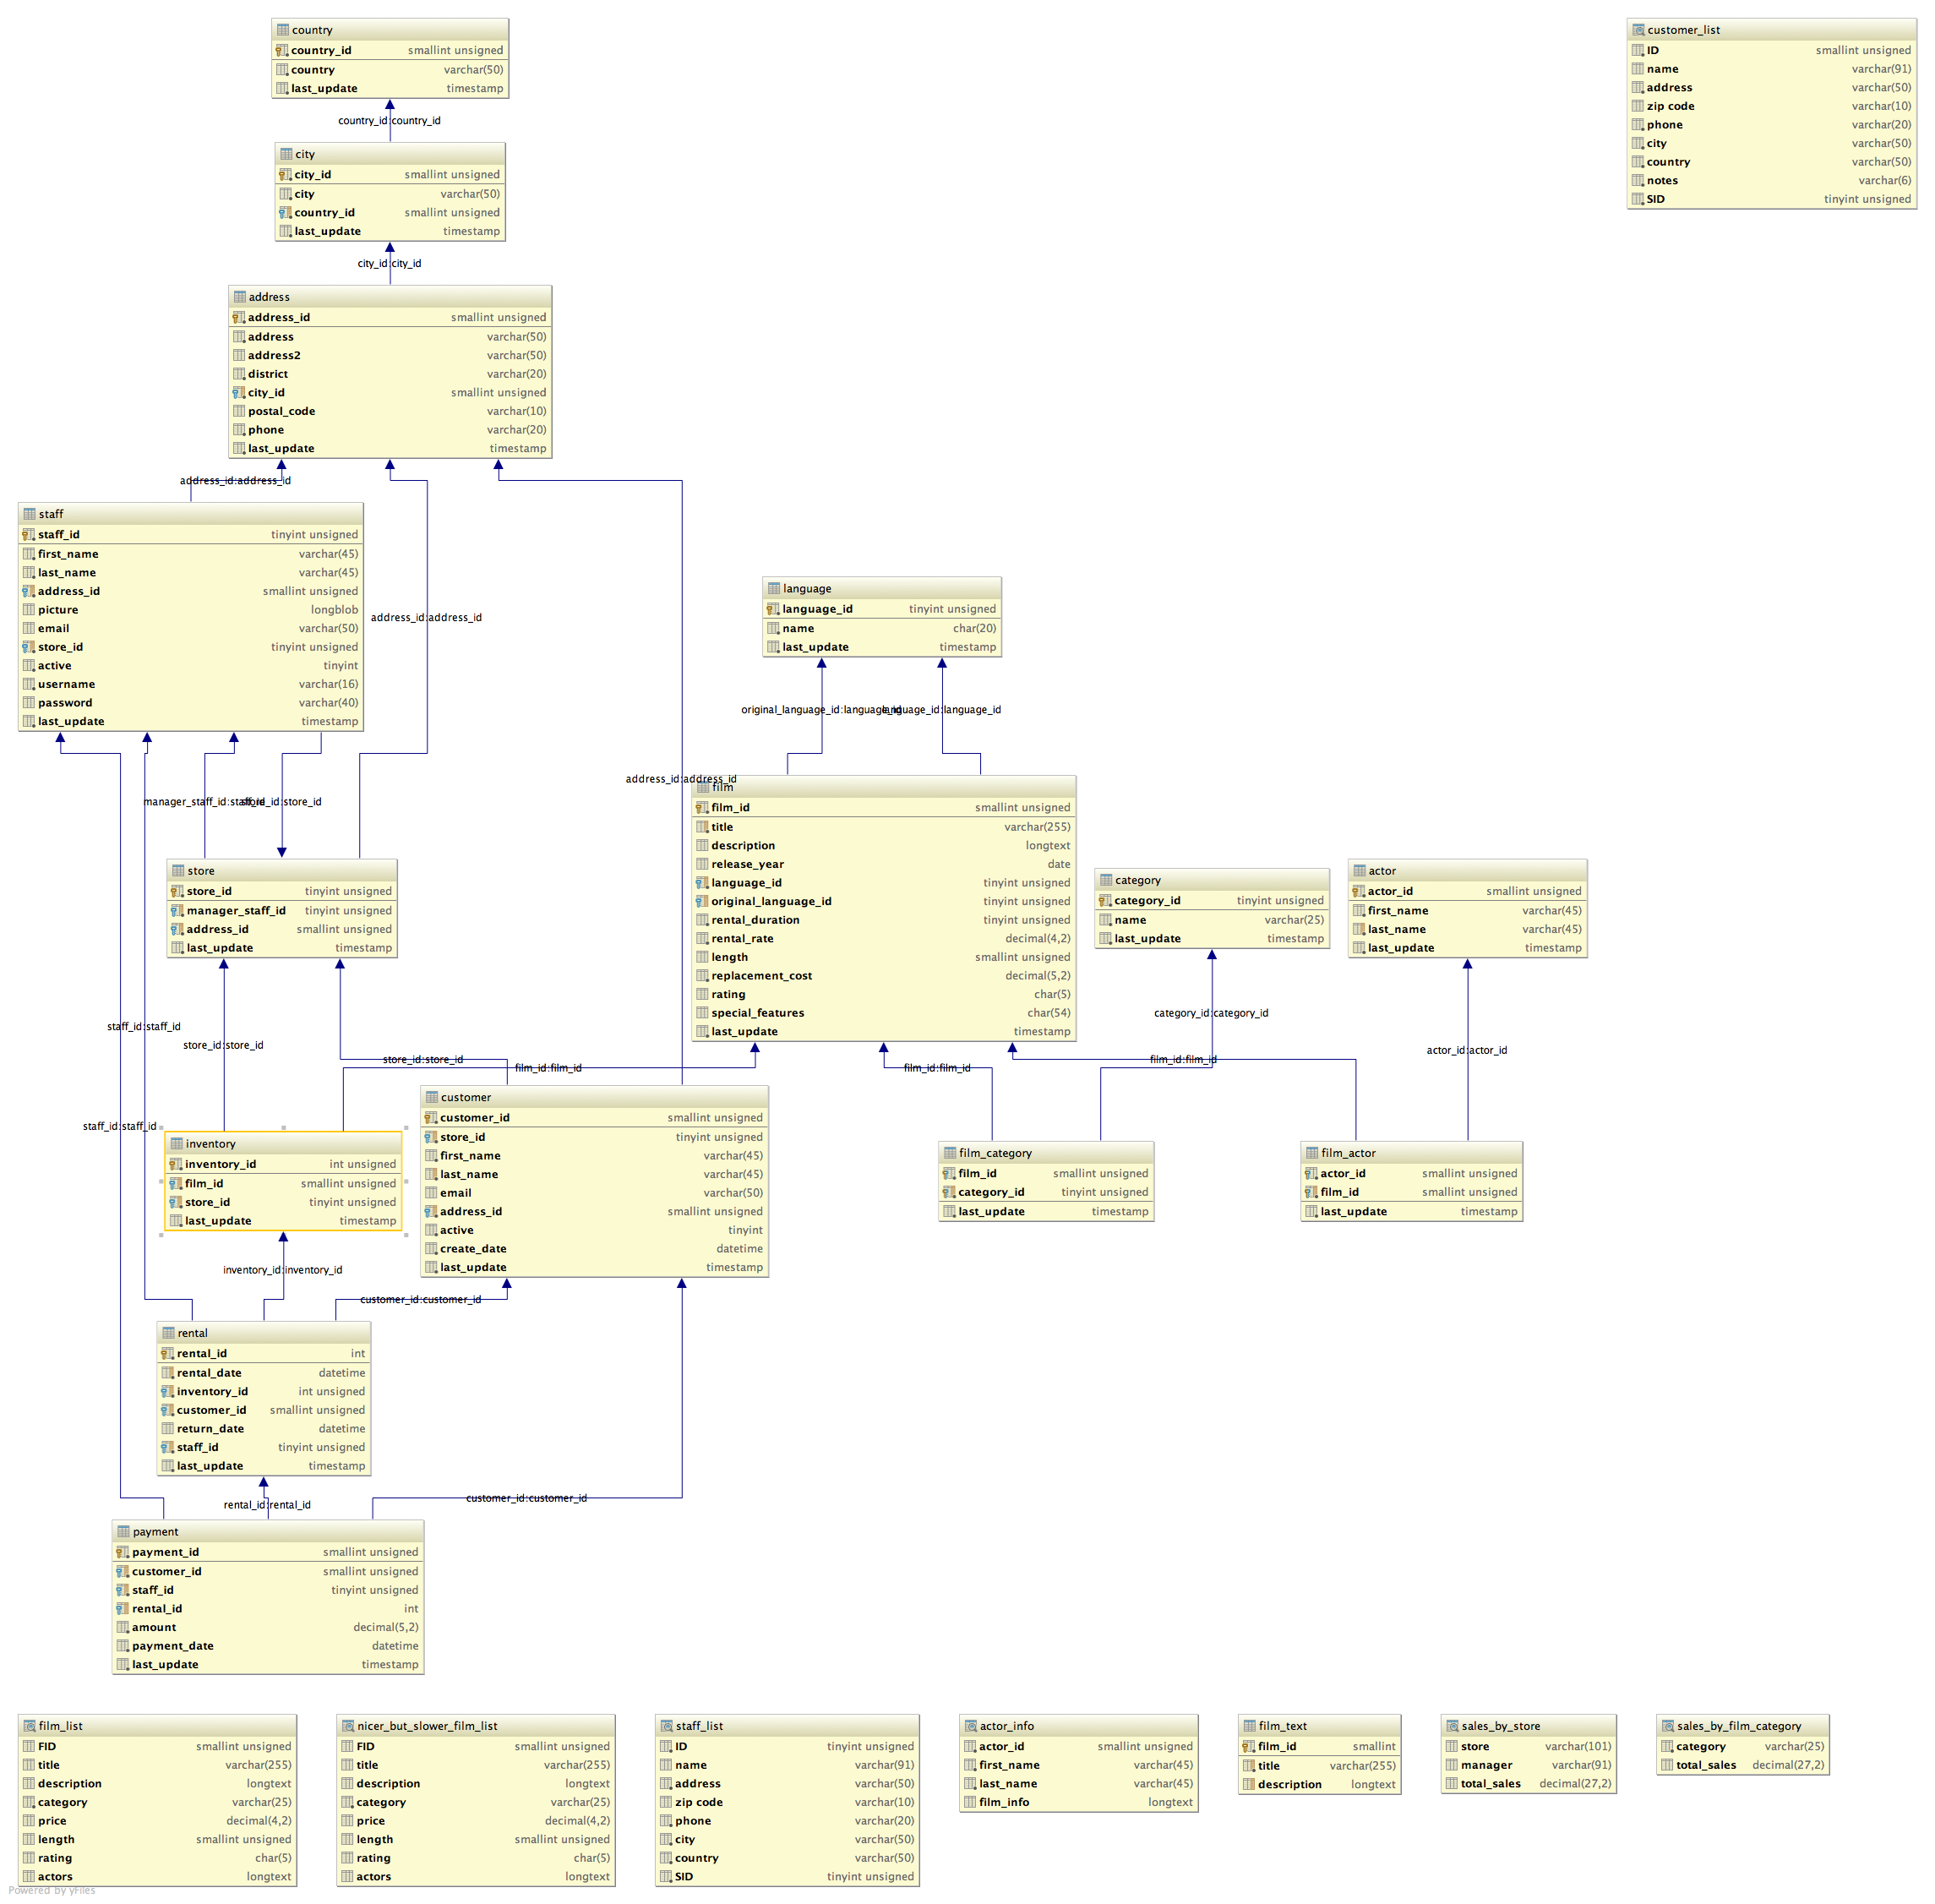 country
country_id smallint unsigned
country varchar(50)
last_update timestamp
country_id:country_id
city
city_id smallint unsigned
city varchar(50)
country_id smallint unsigned
last_update timestamp
city_id:city_id
address
address_id smallint unsigned
address varchar(50)
address2 varchar(50)
district varchar(20)
city_id smallint unsigned
postal_code varchar(10)
phone varchar(20)
last_update timestamp
address_id:address_id
staff
staff_id tinyint unsigned
first_name varchar(45)
last_name varchar(45)
address_id smallint unsigned
picture longblob
email varchar(50)
store_id tinyint unsigned
active tinyint
username varchar(16)
password varchar(40)
last_update timestamp
address_id:address_id
address_id:address_id
manager_staff_id:staff_id
store_id:store_id
store
store_id tinyint unsigned
manager_staff_id tinyint unsigned
address_id smallint unsigned
last_update timestamp
staff_id:staff_id
store_id:store_id
store_id:store_id
film_id:film_id
staff_id:staff_id
language
language_id tinyint unsigned
name char(20)
last_update timestamp
original_language_id:language_id
language_id:language_id
film
film_id smallint unsigned
title varchar(255)
description longtext
release_year date
language_id tinyint unsigned
original_language_id tinyint unsigned
rental_duration tinyint unsigned
rental_rate decimal(4,2)
length smallint unsigned
replacement_cost decimal(5,2)
rating char(5)
special_features char(54)
last_update timestamp
category
category_id tinyint unsigned
name varchar(25)
last_update timestamp
category_id:category_id
actor
actor_id smallint unsigned
first_name varchar(45)
last_name varchar(45)
last_update timestamp
actor_id:actor_id
film_id:film_id
film_id:film_id
inventory
inventory_id int unsigned
film_id smallint unsigned
store_id tinyint unsigned
last_update timestamp
inventory_id:inventory_id
customer
customer_id smallint unsigned
store_id tinyint unsigned
first_name varchar(45)
last_name varchar(45)
email varchar(50)
address_id smallint unsigned
active tinyint
create_date datetime
last_update timestamp
customer_id:customer_id
film_category
film_id smallint unsigned
category_id tinyint unsigned
last_update timestamp
film_actor
actor_id smallint unsigned
film_id smallint unsigned
last_update timestamp
rental
rental_id int
rental_date datetime
inventory_id int unsigned
customer_id smallint unsigned
return_date datetime
staff_id tinyint unsigned
last_update timestamp
rental_id:rental_id
customer_id:customer_id
payment
payment_id smallint unsigned
customer_id smallint unsigned
staff_id tinyint unsigned
rental_id int
amount decimal(5,2)
payment_date datetime
last_update timestamp
customer_list
ID smallint unsigned
name varchar(91)
address varchar(50)
zip code varchar(10)
phone varchar(20)
city varchar(50)
country varchar(50)
notes varchar(6)
SID tinyint unsigned
film_list
FID smallint unsigned
title varchar(255)
description longtext
category varchar(25)
price decimal(4,2)
length smallint unsigned
rating char(5)
actors longtext
nicer_but_slower_film_list
FID smallint unsigned
title varchar(255)
description longtext
category varchar(25)
price decimal(4,2)
length smallint unsigned
rating char(5)
actors longtext
staff_list
ID tinyint unsigned
name varchar(91)
address varchar(50)
zip code varchar(10)
phone varchar(20)
city varchar(50)
country varchar(50)
SID tinyint unsigned
actor_info
actor_id smallint unsigned
first_name varchar(45)
last_name varchar(45)
film_info longtext
film_text
film_id smallint
title varchar(255)
description longtext
sales_by_store
store varchar(101)
manager varchar(91)
total_sales decimal(27,2)
sales_by_film_category
category varchar(25)
total_sales decimal(27,2)
Powered by yFiles